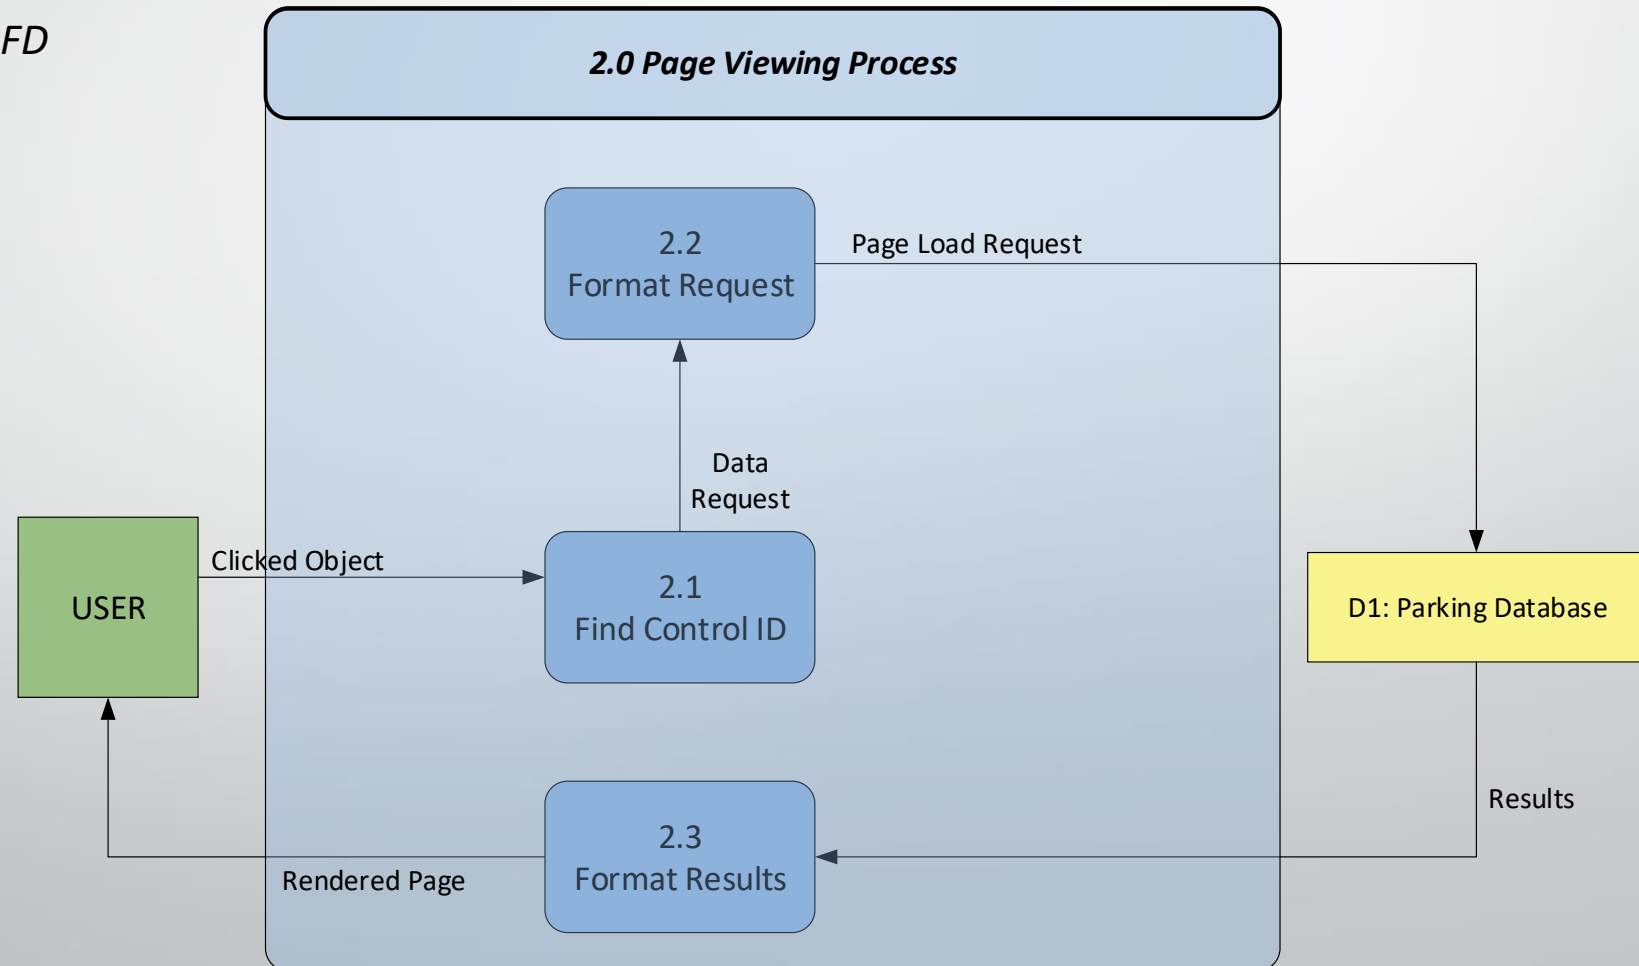 FD
2.0 Page Viewing Process
2.2
Format Request
Page Load Request
Data
Request
Clicked Object
USER
2.1
Find Control ID
D1: Parking Database
Results
2.3
Format Results
Rendered Page